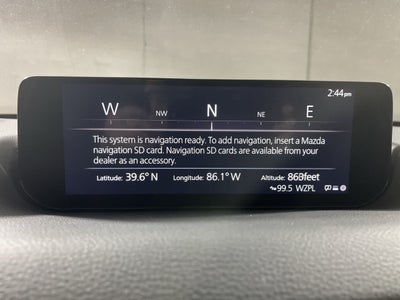 2:44pm
W NW N NE E
This system is navigation ready. To add navigation, insert a Mazda
navigation SD card. Navigation SD cards are available from your
dealer as an accessory.
Latitude: 39.6° N Longitude: 86.1° W Altitude: 860feet
99.5 WZPL